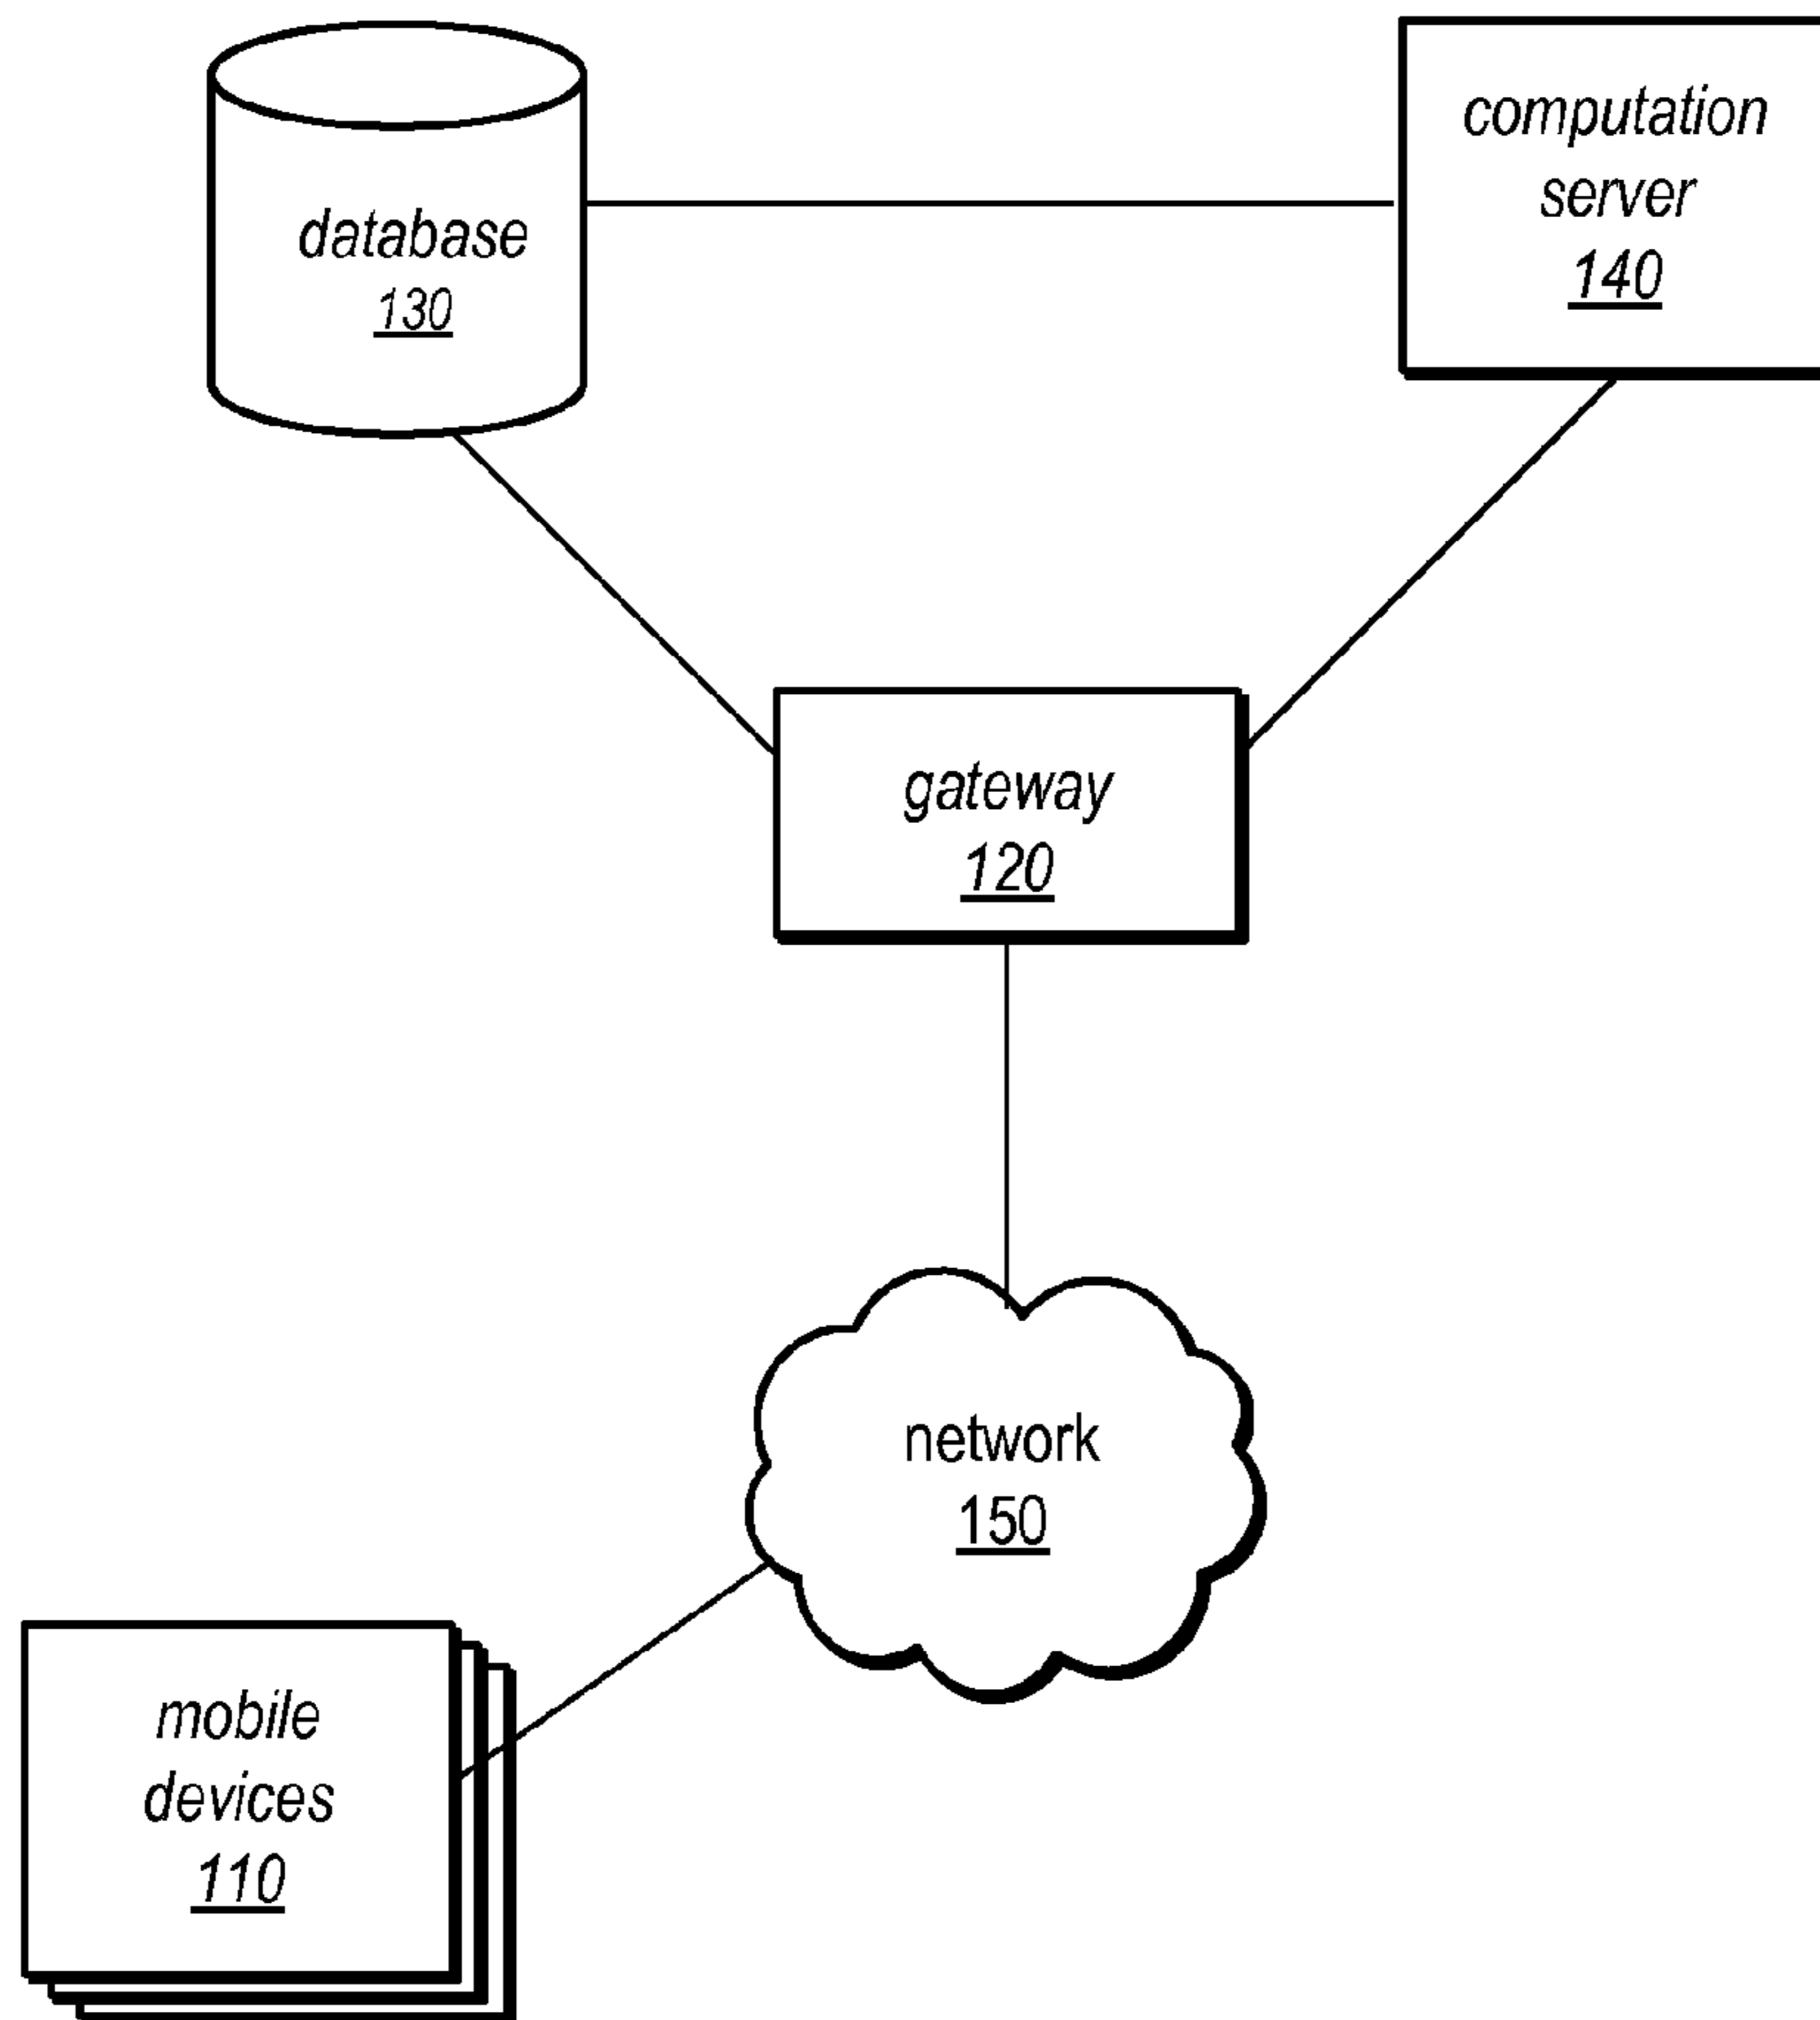 database
130
computation
server
140
gateway
120
network
150
mobile
devices
110